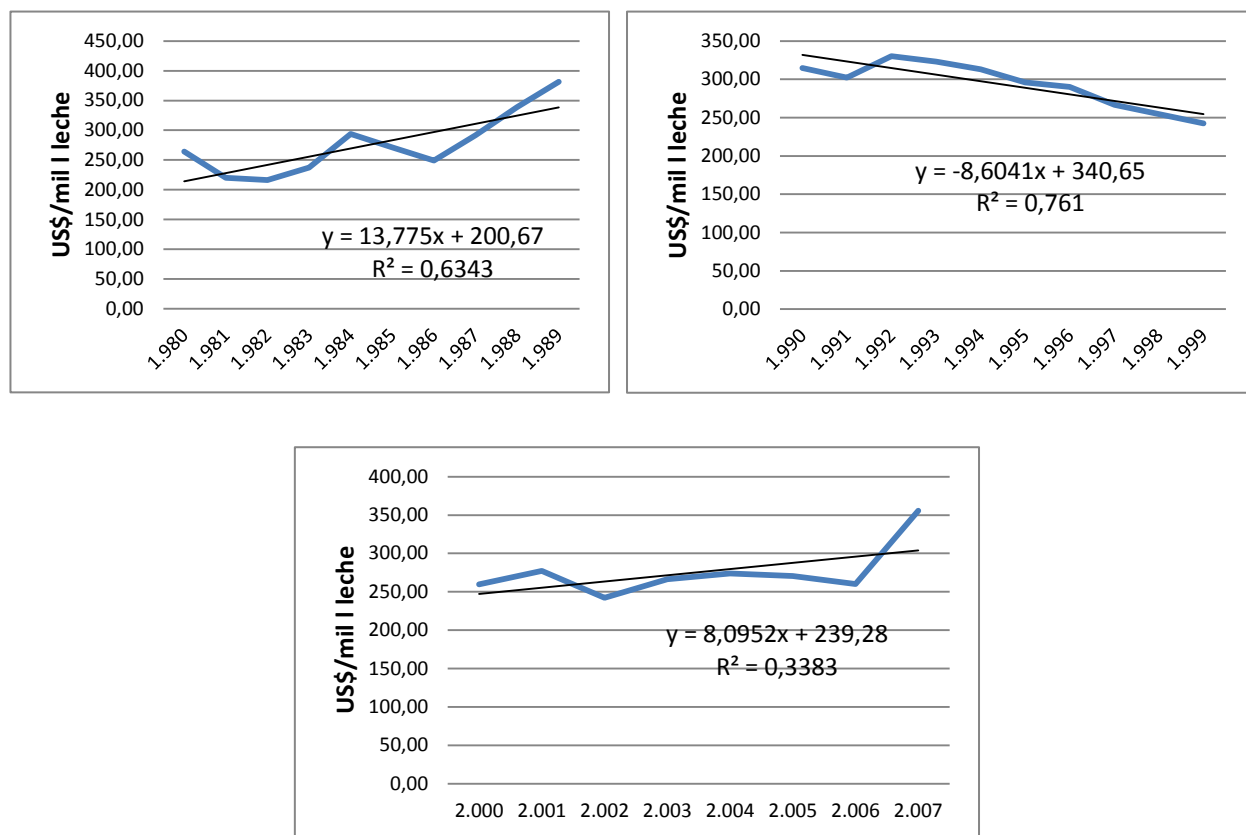 US$/mil l leche
450,00
400,00
350,00
300,00
250,00
200,00
150,00
100,00
50,00
0,00
y = 13,775x + 200,67
R² = 0,6343
1.980 1.981 1.982 1.983 1.984 1.985 1.986 1.987 1.988 1.989
US$/mil l leche
350,00
300,00
250,00
200,00
150,00
100,00
50,00
0,00
y = -8,6041x + 340,65
R² = 0,761
1.990 1.991 1.992 1.993 1.994 1.995 1.996 1.997 1.998 1.999
US$/mil l leche
400,00
350,00
300,00
250,00
200,00
150,00
100,00
50,00
0,00
y = 8,0952x + 239,28
R² = 0,3383
2.000 2.001 2.002 2.003 2.004 2.005 2.006 2.007